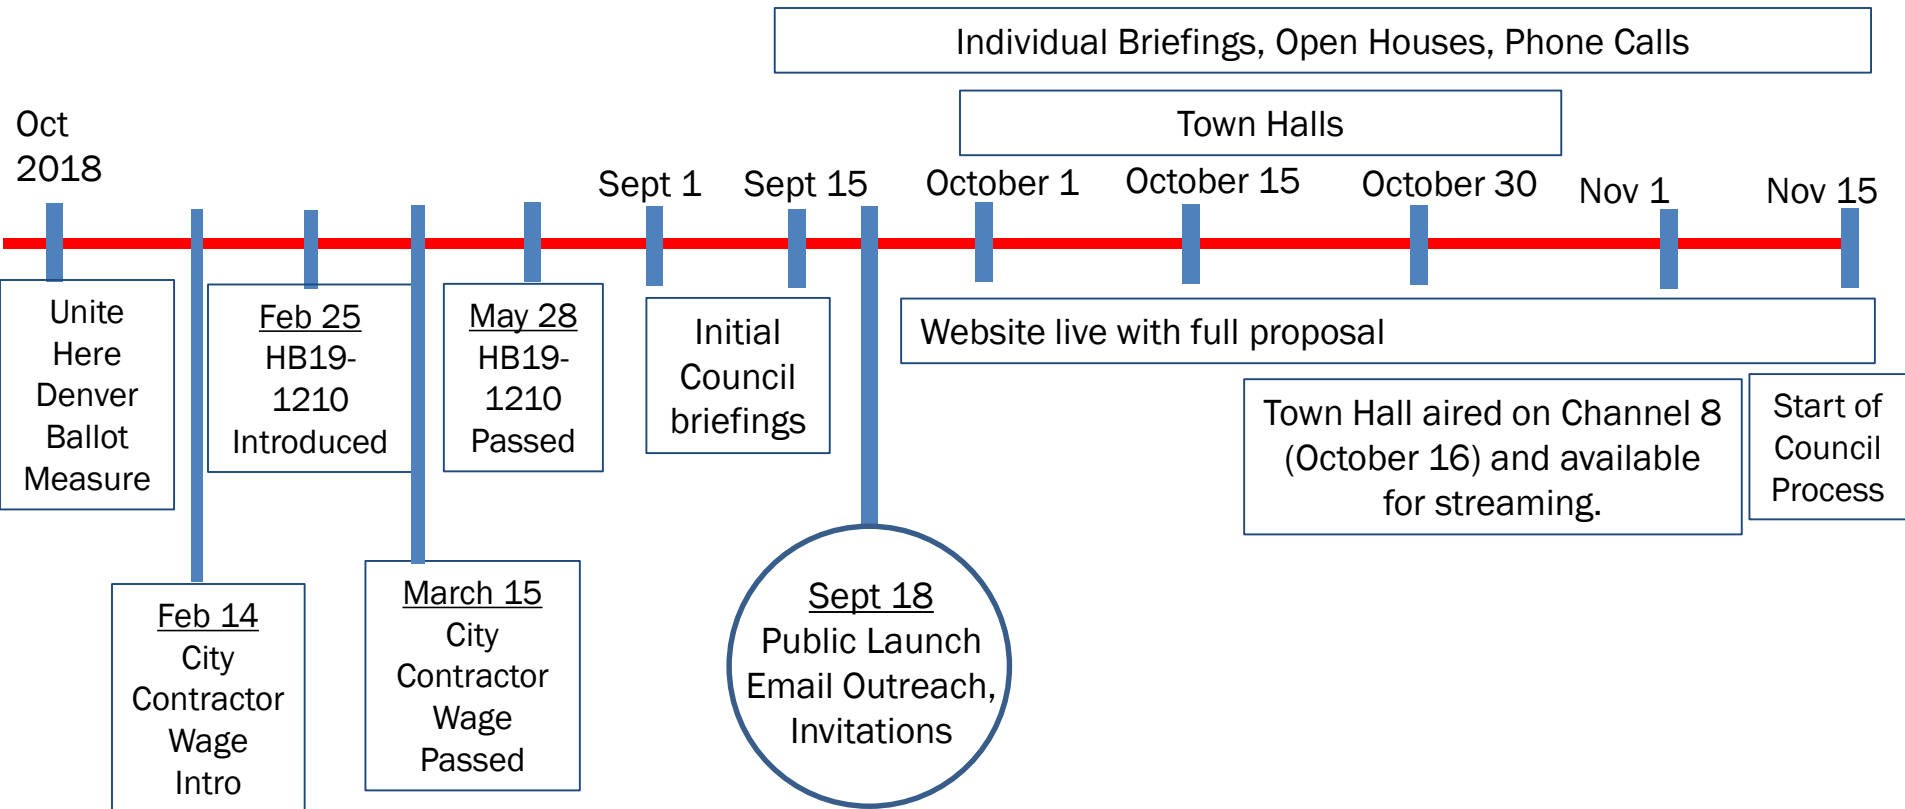 Individual Briefings, Open Houses, Phone Calls
Town Halls
Oct
2018
Sept 1
Sept 15
October 1
October 15
October 30
Nov 1
Nov 15
Unite
Here
Denver
Ballot
Measure
Feb 25
HB19-
1210
Introduced
May 28
HB19-
1210
Passed
Initial
Council
briefings
Website live with full proposal
Town Hall aired on Channel 8
(October 16) and available
for streaming.
Start of
Council
Process
Feb 14
City
Contractor
Wage
Intro
March 15
City
Contractor
Wage
Passed
Sept 18
Public Launch
Email Outreach,
Invitations